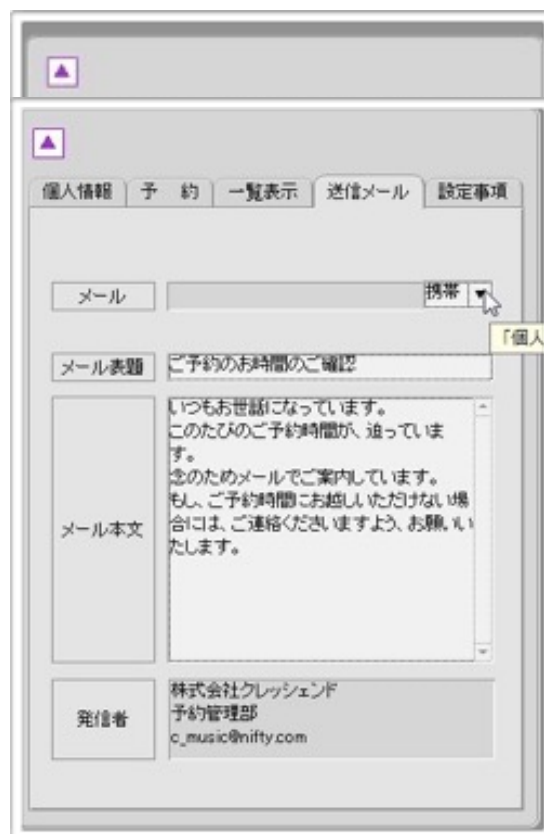 個人情報 予 約 一覧表示 送信メール 設定事項
メール 携帯
「個人
メール表題 ご予約のお時間のご確認
メール本文
いつもお世話になっています。
このたびのご予約時間が、迫っていま
す。
念のためメールでご案内しています。
もし、ご予約時間にお越しいただけない場
合には、ご連絡くださいますよう、お願いい
たします。
発信者
株式会社クレッシェンド
予約管理部
c_music@nifty.com